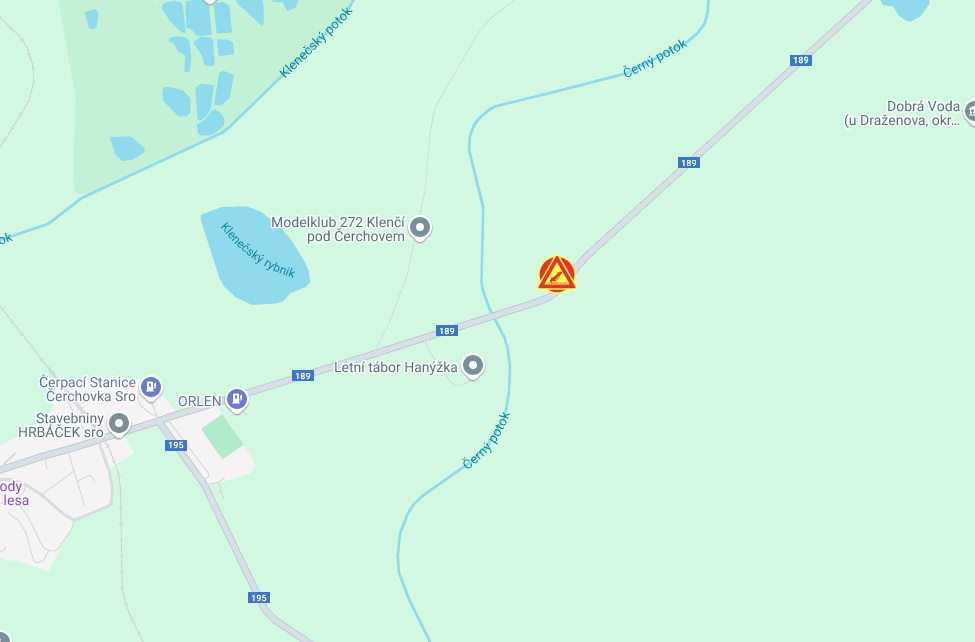 Klenečský potok
Černý potok
189
Dobrá Voda
(u Draženova, okr...
189
Modelklub 272 Klenčí
pod Čerchovem
ok
Klenečský rybník
189
Letní tábor Hanýžka
189
Čerpací Stanice
Čerchovka Sro
ORLEN
Stavebniny
HRBÁČEK sro
195
Černý potok
ody
lesa
195